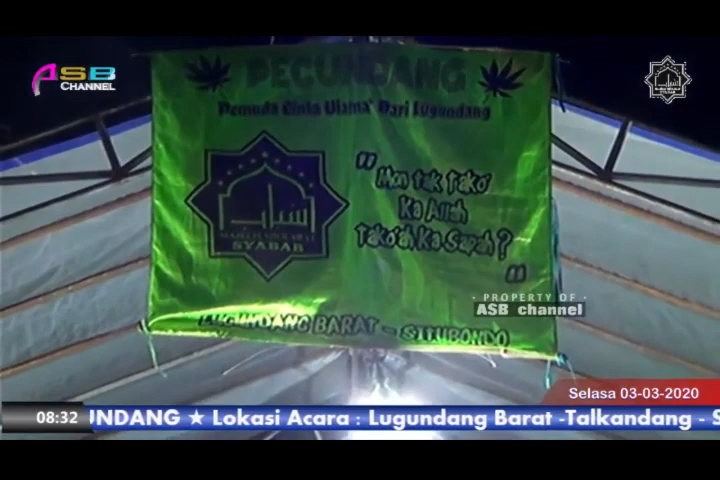 ASB
CHANNEL
PECUNDANG
Pemuda Cinta Ulama' Dari Lugundang
" Mon tak tako'
Ka Allah
Tako'ah Ka Sapah ? "
SYABAB
LUGUNDANG BARAT - SITUBONDO
· PROPERTY OF ·
ASB channel
Selasa 03-03-2020
08:32
UNDANG ★ Lokasi Acara : Lugundang Barat -Talkandang - S